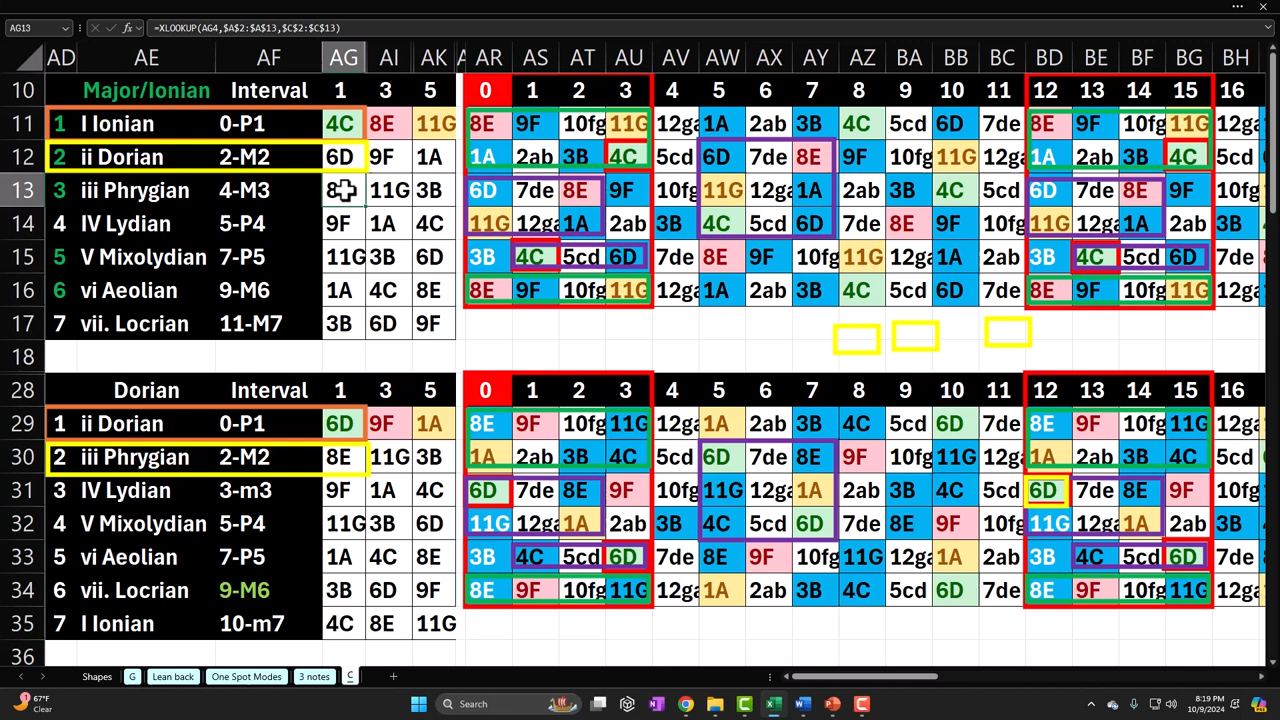 AG13 fx =XLOOKUP(AG4,$A$2:$A$13,$C$2:$C$13)
AD AE AF AG AI AK AR AS AT AU AV AW AX AY AZ BA BB BC BD BE BF BG BH
10 Major/Ionian Interval 1 3 5 0 1 2 3 4 5 6 7 8 9 10 11 12 13 14 15 16
11 1 I Ionian 0-P1 4C 8E 11G 8E 9F 10fg 11G 12ga 1A 2ab 3B 4C 5cd 6D 7de 8E 9F 10fg 11G 12ga
12 2 ii Dorian 2-M2 6D 9F 1A 1A 2ab 3B 4C 5cd 6D 7de 8E 9F 10fg 11G 12ga 1A 2ab 3B 4C 5cd
13 3 iii Phrygian 4-M3 11G 3B 6D 7de 8E 9F 10fg 11G 12ga 1A 2ab 3B 4C 5cd 6D 7de 8E 9F 10fg
14 4 IV Lydian 5-P4 9F 1A 4C 11G 12ga 1A 2ab 3B 4C 5cd 6D 7de 8E 9F 10fg 11G 12ga 1A 2ab 3B
15 5 V Mixolydian 7-P5 11G 3B 6D 3B 4C 5cd 6D 7de 8E 9F 10fg 11G 12ga 1A 2ab 3B 4C 5cd 6D
16 6 vi Aeolian 9-M6 1A 4C 8E 8E 9F 10fg 11G 12ga 1A 2ab 3B 4C 5cd 6D 7de 8E 9F 10fg 11G 12ga
17 7 vii. Locrian 11-M7 3B 6D 9F
18
28 Dorian Interval 1 3 5 0 1 2 3 4 5 6 7 8 9 10 11 12 13 14 15 16
29 1 ii Dorian 0-P1 6D 9F 1A 8E 9F 10fg 11G 12ga 1A 2ab 3B 4C 5cd 6D 7de 8E 9F 10fg 11G 12ga
30 2 iii Phrygian 2-M2 8E 11G 3B 1A 2ab 3B 4C 5cd 6D 7de 8E 9F 10fg 11G 12ga 1A 2ab 3B 4C 5cd
31 3 IV Lydian 3-m3 9F 1A 4C 6D 7de 8E 9F 10fg 11G 12ga 1A 2ab 3B 4C 5cd 6D 7de 8E 9F 10fg
32 4 V Mixolydian 5-P4 11G 3B 6D 11G 12ga 1A 2ab 3B 4C 5cd 6D 7de 8E 9F 10fg 11G 12ga 1A 2ab 3B
33 5 vi Aeolian 7-P5 1A 4C 8E 3B 4C 5cd 6D 7de 8E 9F 10fg 11G 12ga 1A 2ab 3B 4C 5cd 6D 7de
34 6 vii. Locrian 9-M6 3B 6D 9F 8E 9F 10fg 11G 12ga 1A 2ab 3B 4C 5cd 6D 7de 8E 9F 10fg 11G 12ga
35 7 I Ionian 10-m7 4C 8E 11G
36
Shapes G Lean back One Spot Modes 3 notes C
67°F
Clear
Search
8:19 PM
10/9/2024